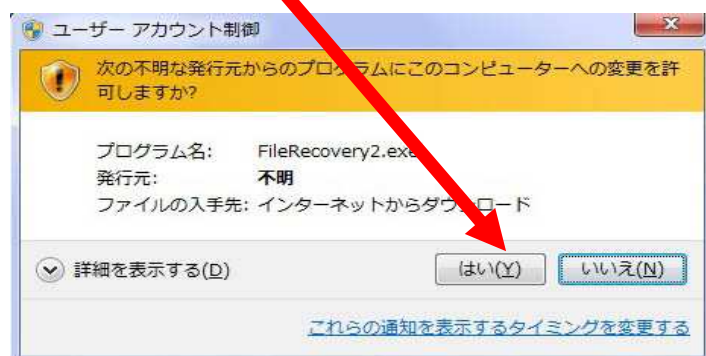 ユーザー アカウント制御
次の不明な発行元からのプログラムにこのコンピューターへの変更を許
可しますか?
プログラム名: FileRecovery2.exe
発行元: 不明
ファイルの入手先: インターネットからダウンロード
詳細を表示する(D)
はい(Y) いいえ(N)
これらの通知を表示するタイミングを変更する